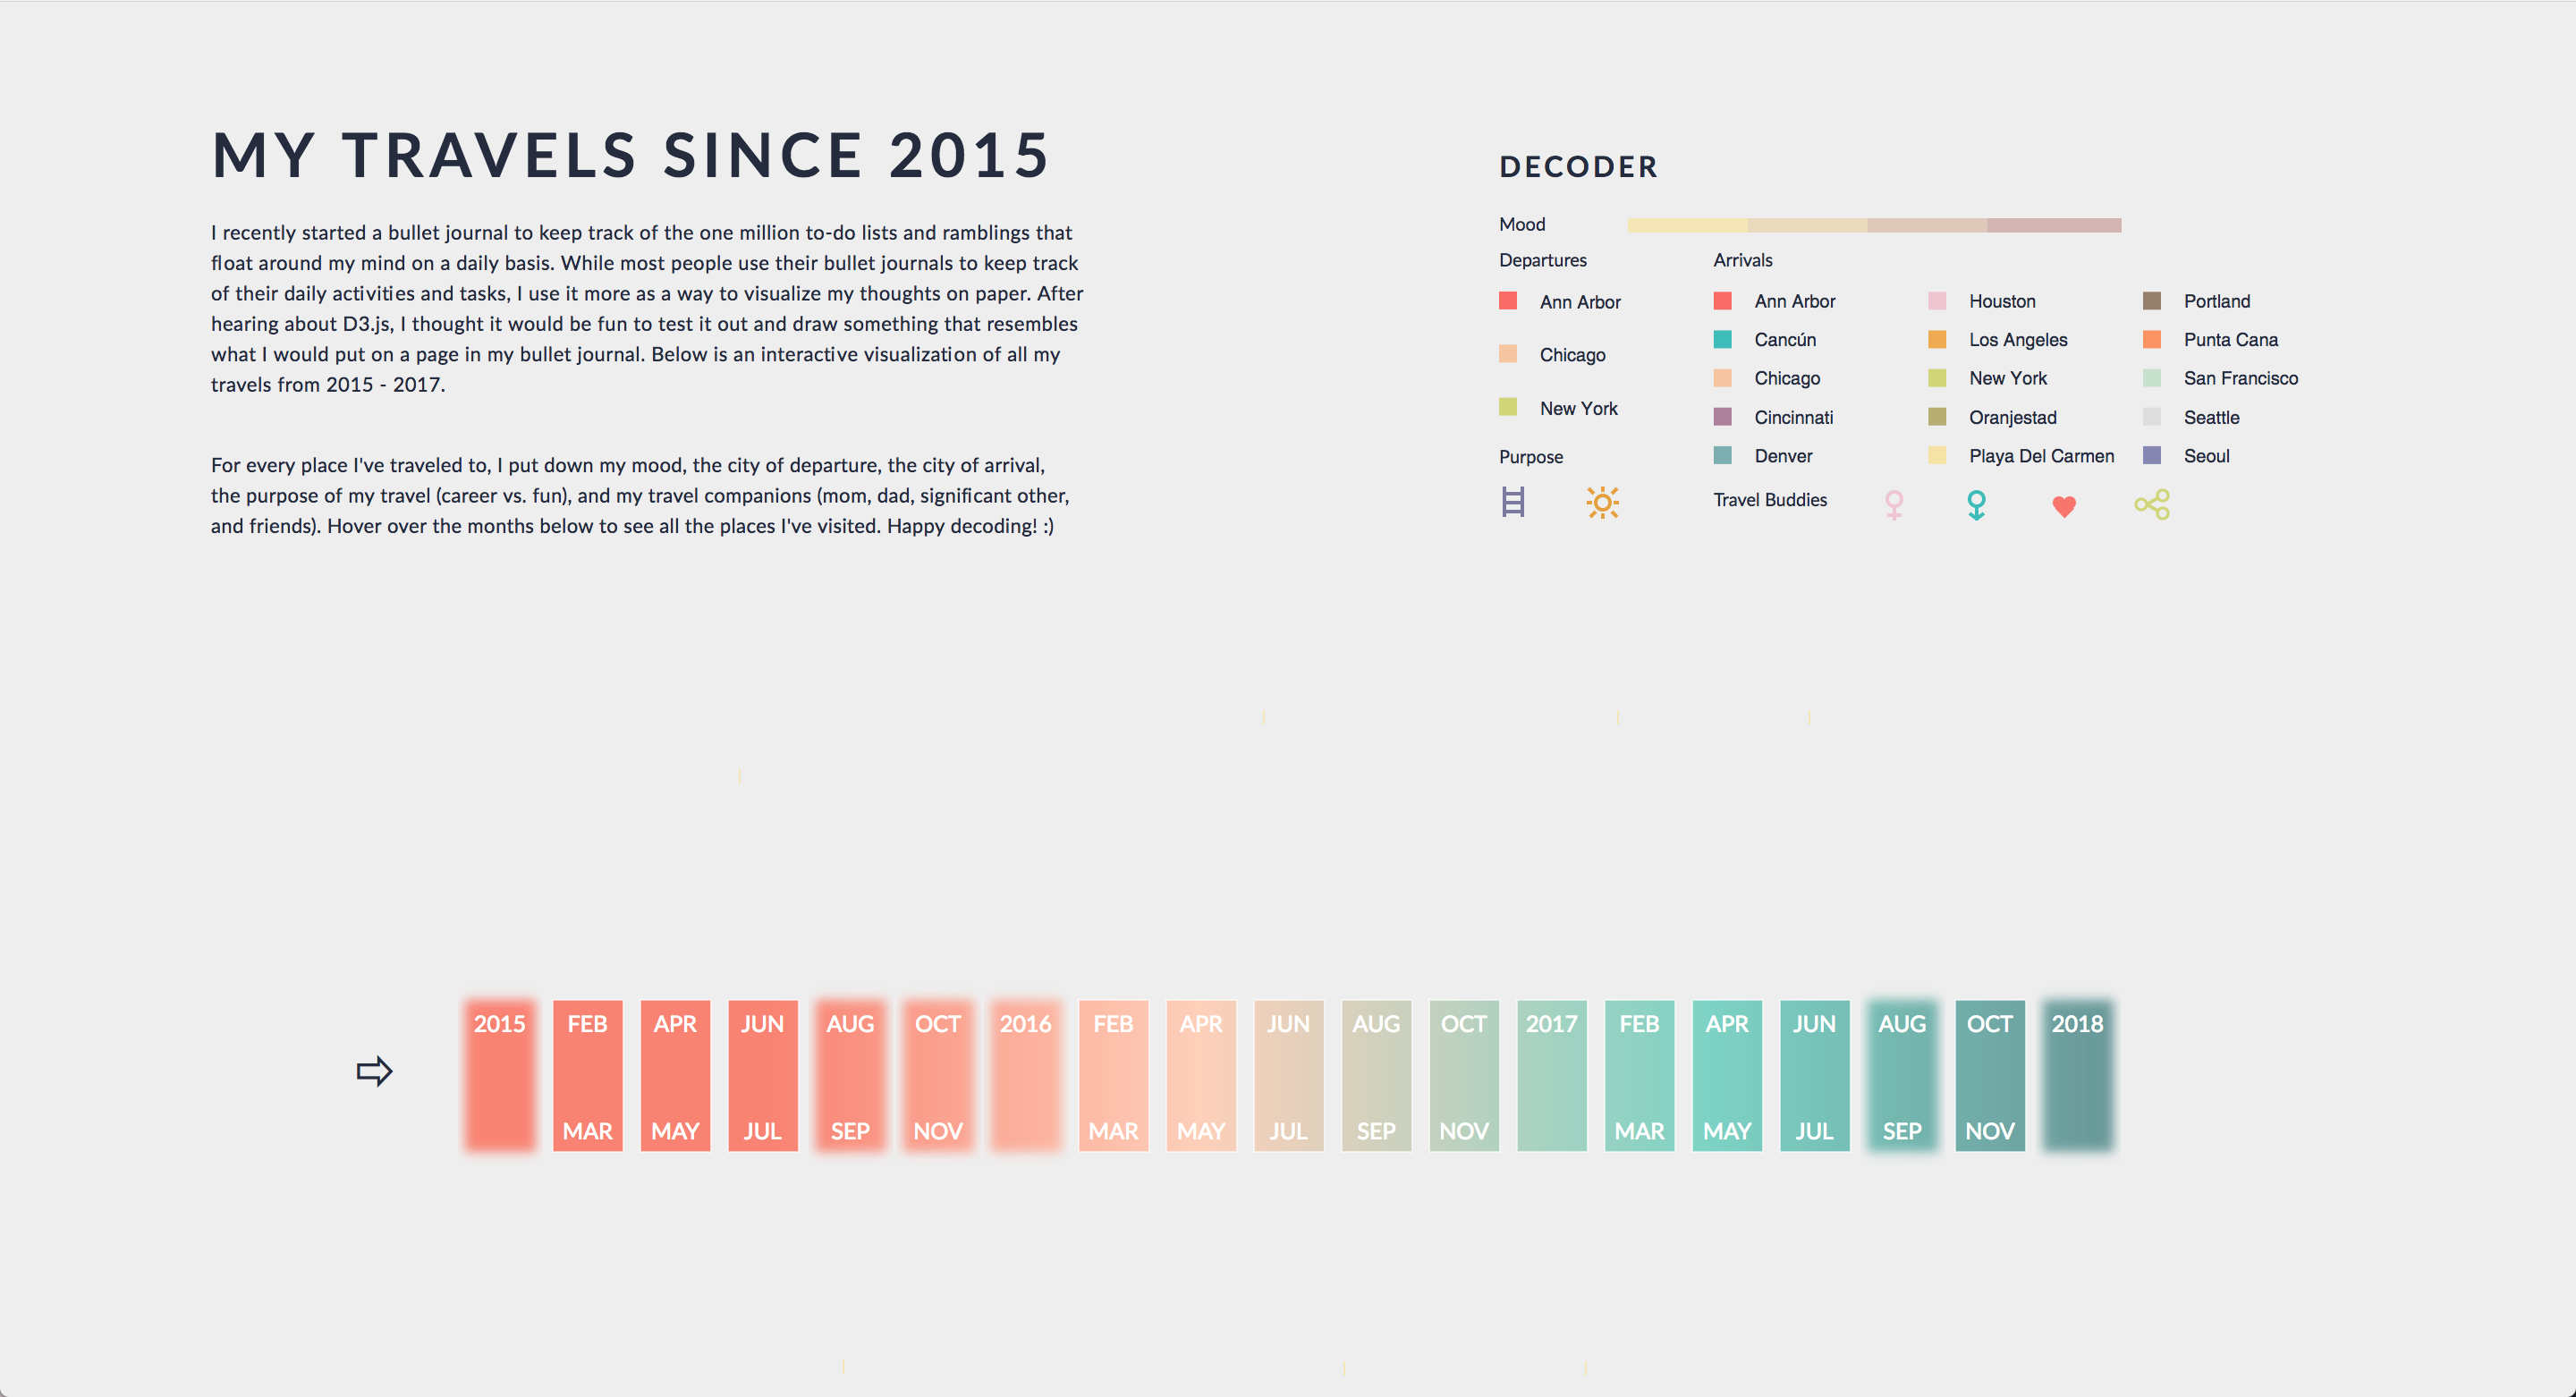 MY TRAVELS SINCE 2015
I recently started a bullet journal to keep track of the one million to-do lists and ramblings that
float around my mind on a daily basis. While most people use their bullet journals to keep track
of their daily activities and tasks, I use it more as a way to visualize my thoughts on paper. After
hearing about D3.js, I thought it would be fun to test it out and draw something that resembles
what I would put on a page in my bullet journal. Below is an interactive visualization of all my
travels from 2015 - 2017.
For every place I've traveled to, I put down my mood, the city of departure, the city of arrival,
the purpose of my travel (career vs. fun), and my travel companions (mom, dad, significant other,
and friends). Hover over the months below to see all the places I've visited. Happy decoding! :)
DECODER
Mood
Departures
Ann Arbor
Chicago
New York
Purpose
Arrivals
Ann Arbor
Cancún
Chicago
Cincinnati
Denver
Houston
Los Angeles
New York
Oranjestad
Playa Del Carmen
Portland
Punta Cana
San Francisco
Seattle
Seoul
Travel Buddies
2015 FEB APR JUN AUG OCT 2016 FEB APR JUN AUG OCT 2017 FEB APR JUN AUG OCT 2018
MAR MAY JUL SEP NOV MAR MAY JUL SEP NOV MAR MAY JUL SEP NOV